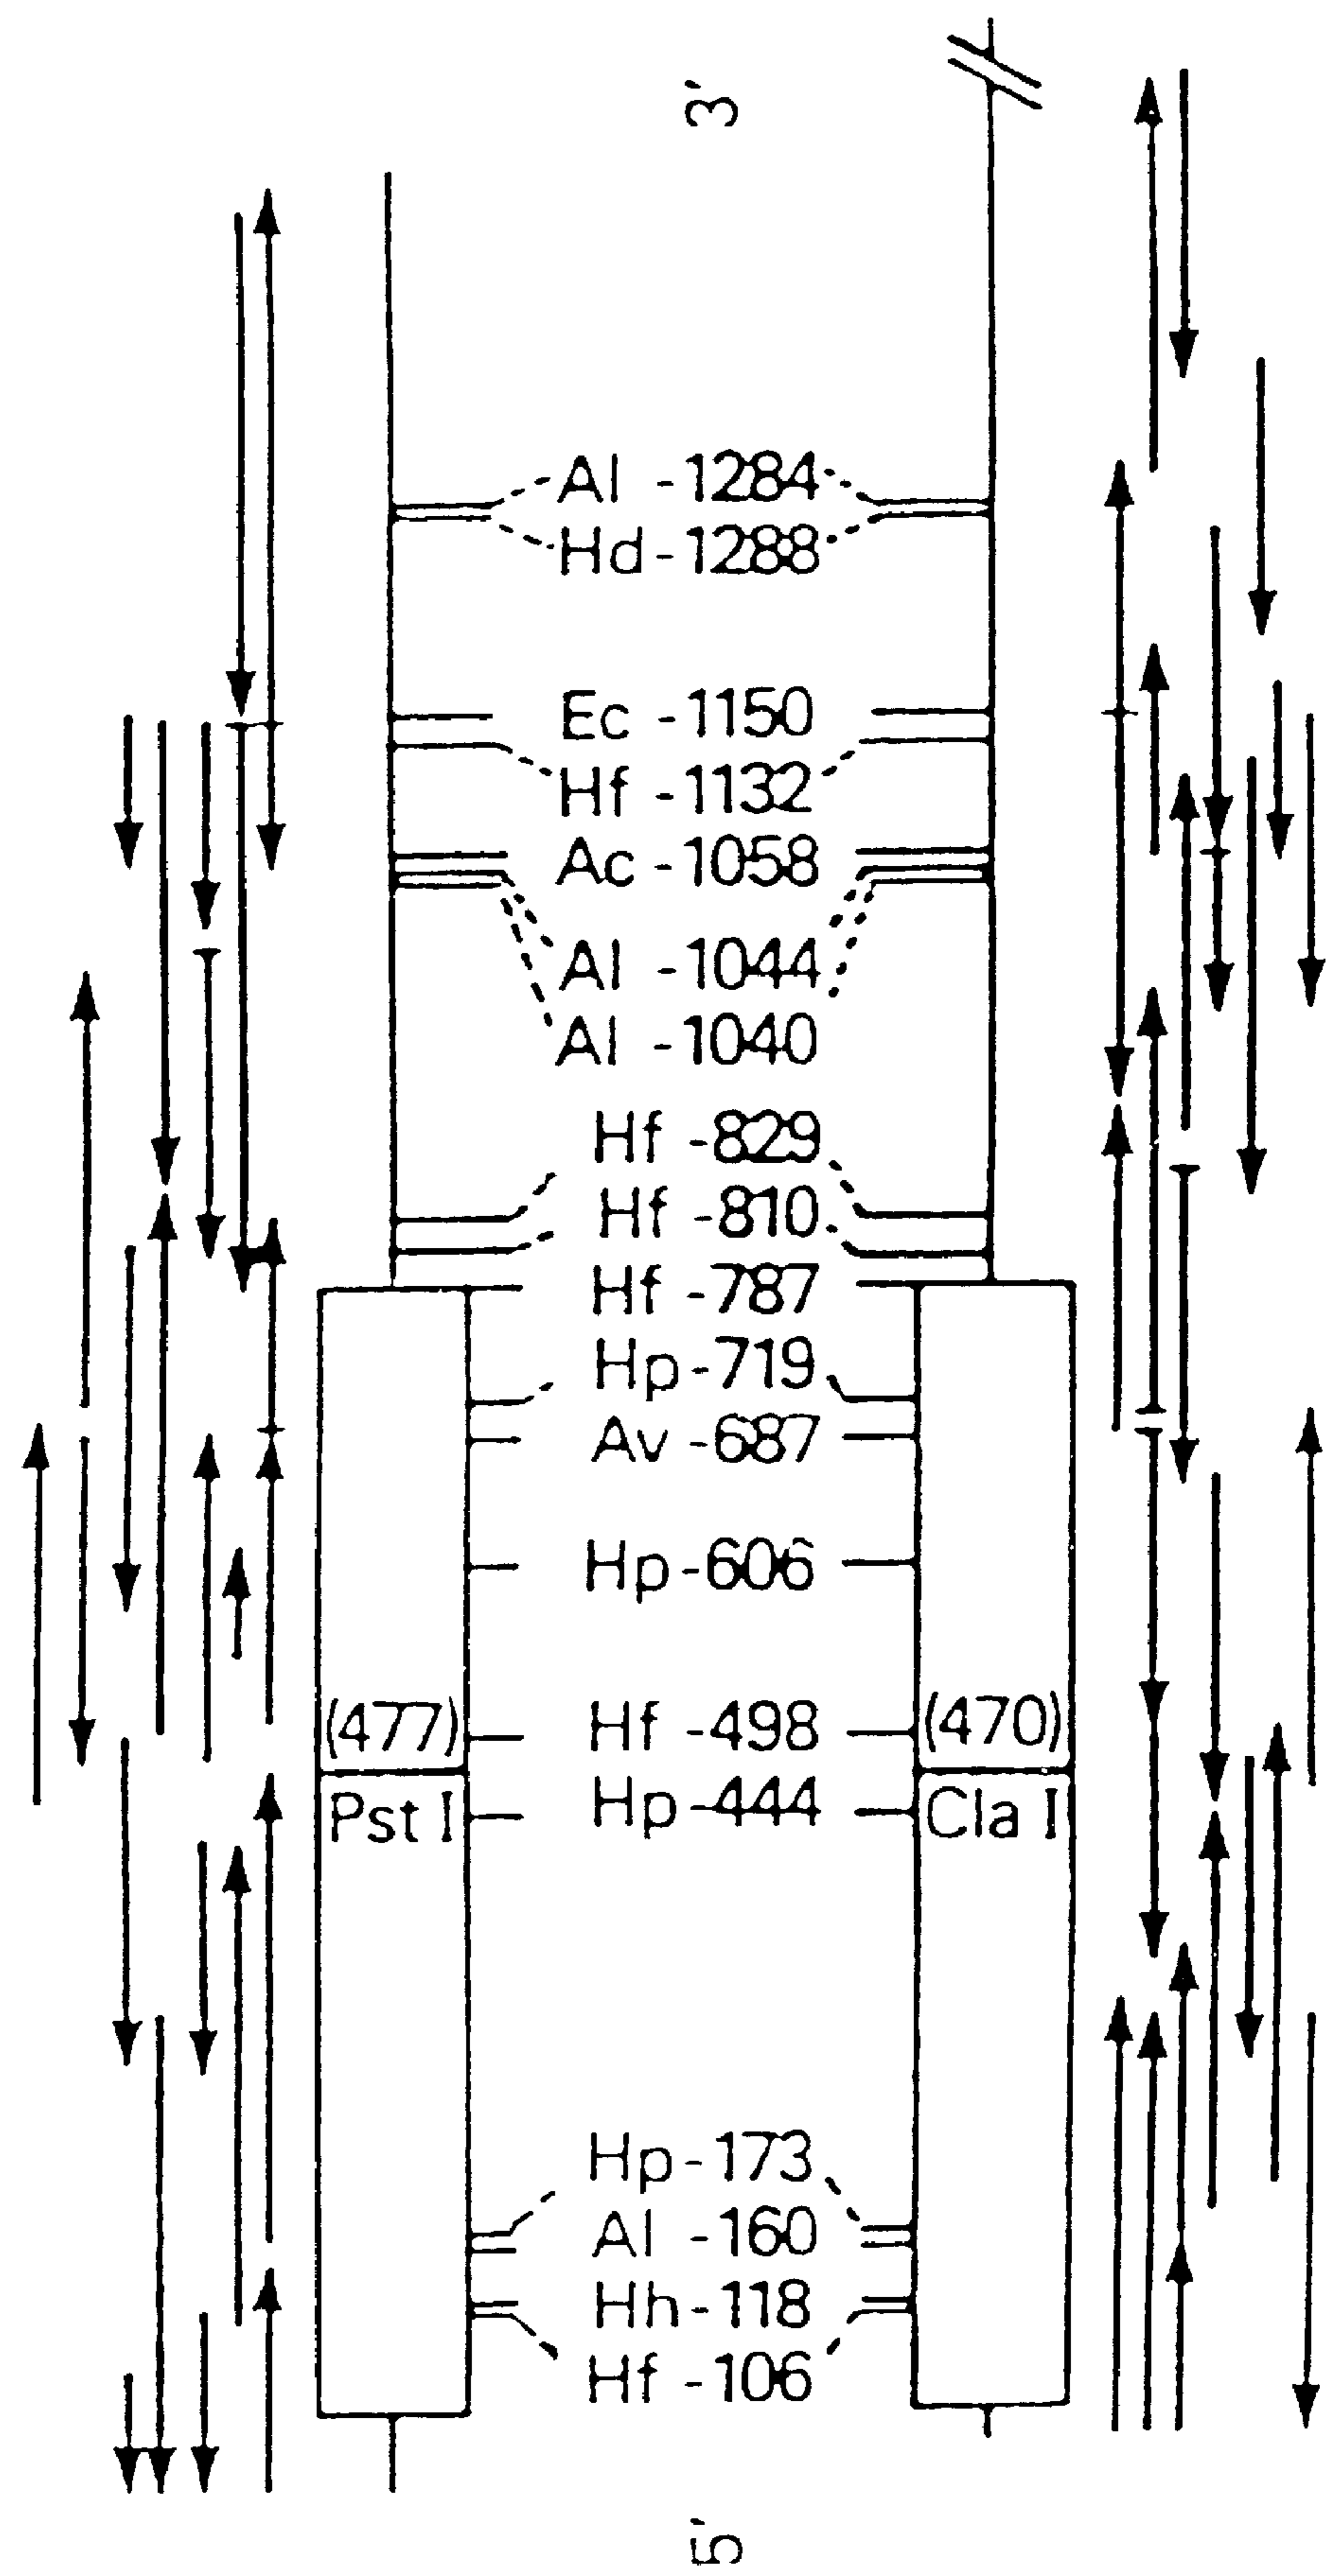 3'
Al -1284
Hd-1288
Ec -1150
Hf -1132
Ac -1058
Al -1044
Al -1040
Hf -829
Hf -810
Hf -787
Hp-719
Av -687
Hp-606
(477) Hf -498 (470)
Pst I Hp-444 Cla I
Hp-173
Al -160
Hh-118
Hf -106
5'